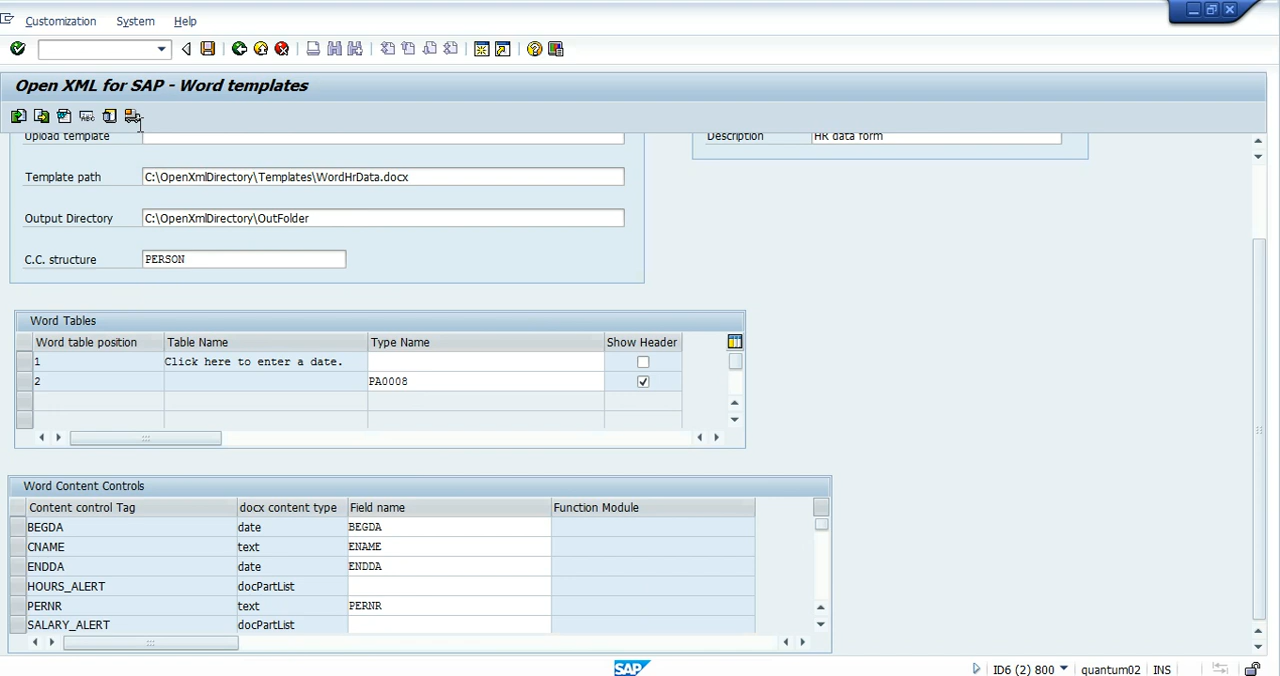 Customization System Help
Open XML for SAP - Word templates
ABC
Upload template
Description HR data form
Template path C:\OpenXmlDirectory\Templates\WordHrData.docx
Output Directory C:\OpenXmlDirectory\OutFolder
C.C. structure PERSON
Word Tables
Word table position Table Name Type Name Show Header
1 Click here to enter a date.
2 PA0008
Word Content Controls
Content control Tag docx content type Field name Function Module
BEGDA date BEGDA
CNAME text ENAME
ENDDA date ENDDA
HOURS_ALERT docPartList
PERNR text PERNR
SALARY_ALERT docPartList
SAP ID6 (2) 800 quantum02 INS